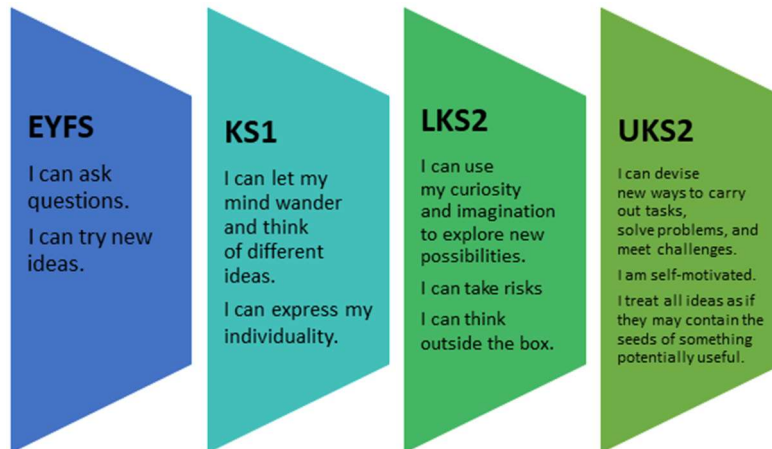 EYFS
I can ask
questions.
I can try new
ideas.
KS1
I can let my
mind wander
and think
of different
ideas.
I can express my
individuality.
LKS2
I can use
my curiosity
and imagination
to explore new
possibilities.
I can take risks
I can think
outside the box.
UKS2
I can devise
new ways to carry
out tasks,
solve problems, and
meet challenges.
I am self-motivated.
I treat all ideas as if
they may contain the
seeds of something
potentially useful.